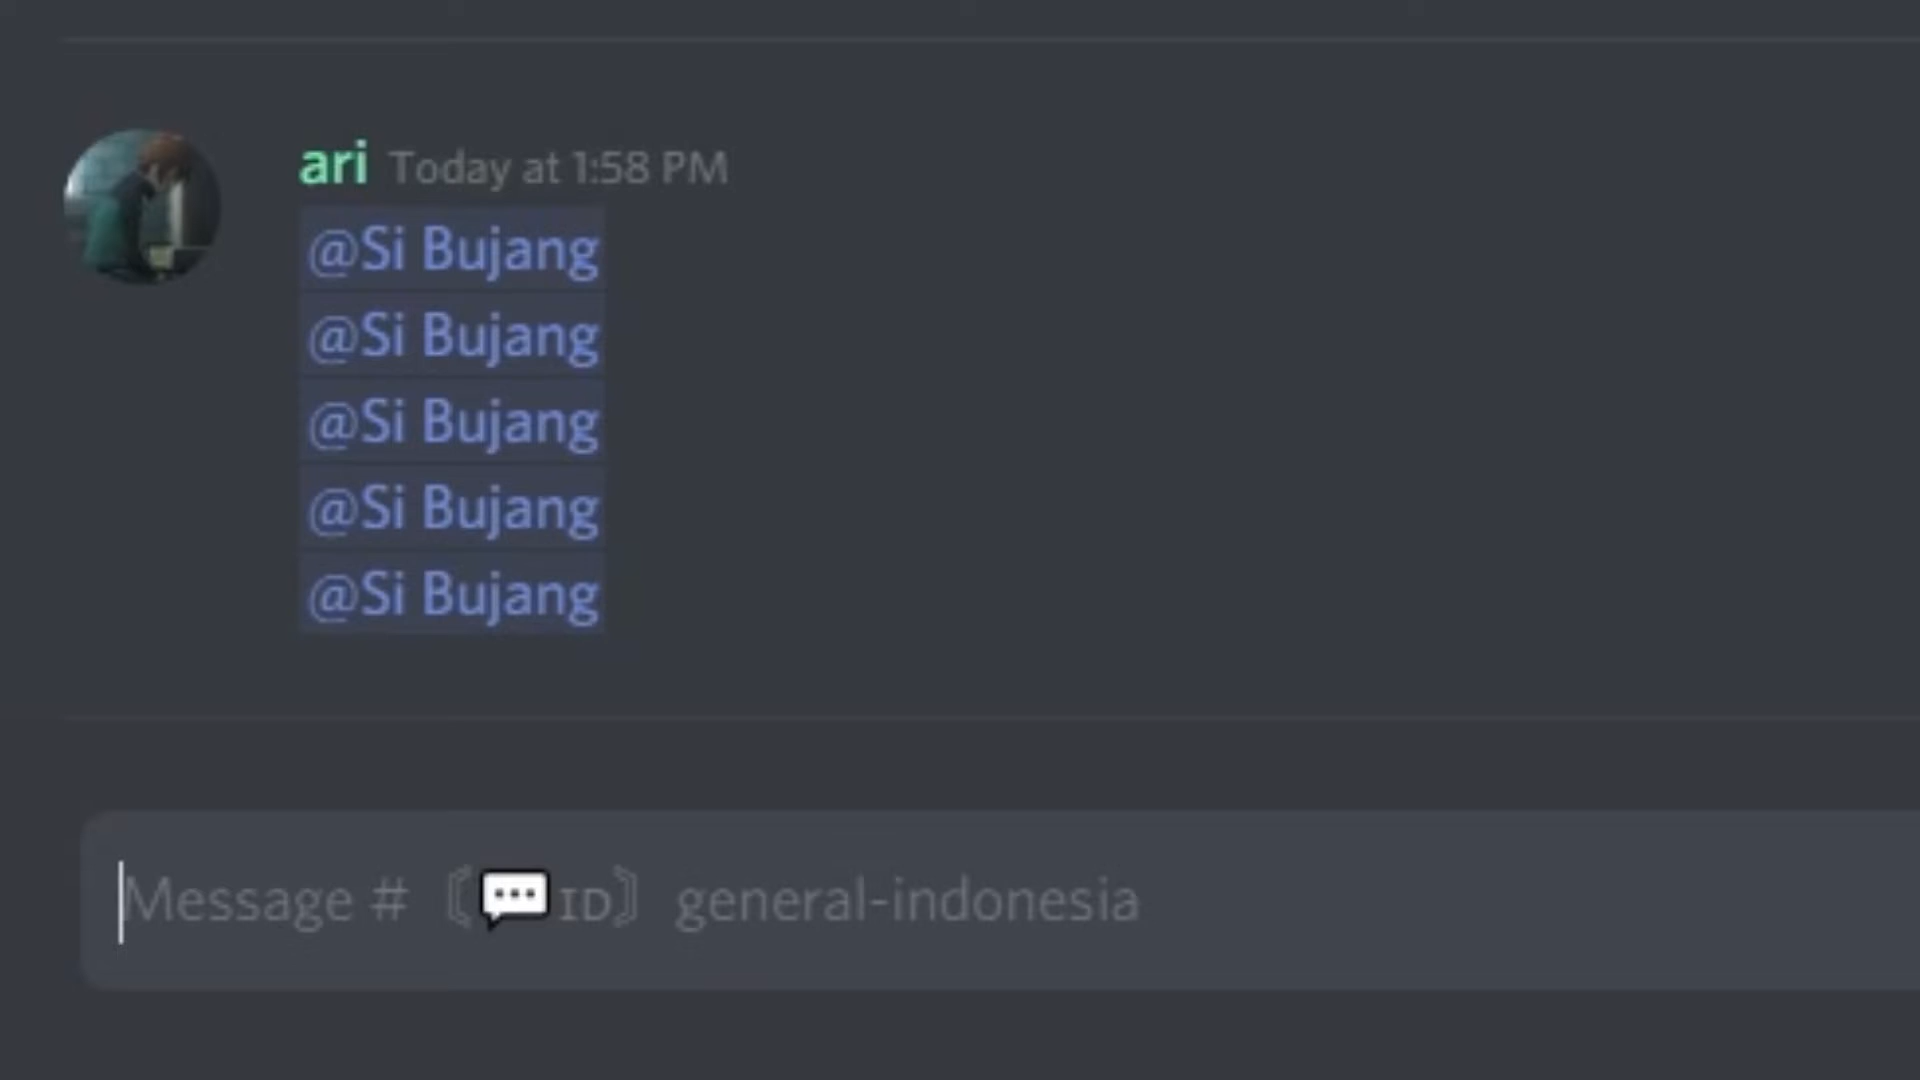 ari Today at 1:58 PM
@Si Bujang
@Si Bujang
@Si Bujang
@Si Bujang
@Si Bujang
Message # 〘💬ɪᴅ〙 general-indonesia